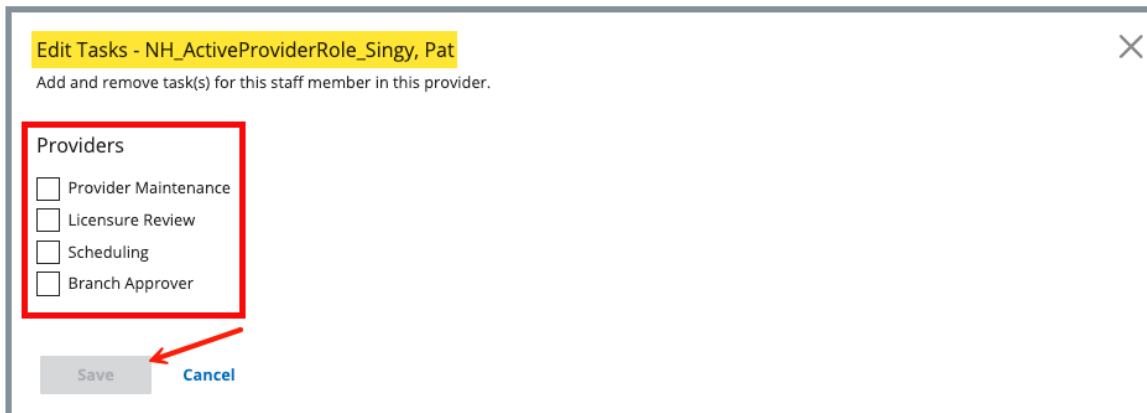 Edit Tasks - NH_ActiveProviderRole_Singy, Pat
Add and remove task(s) for this staff member in this provider.
Providers
Provider Maintenance
Licensure Review
Scheduling
Branch Approver
Save Cancel